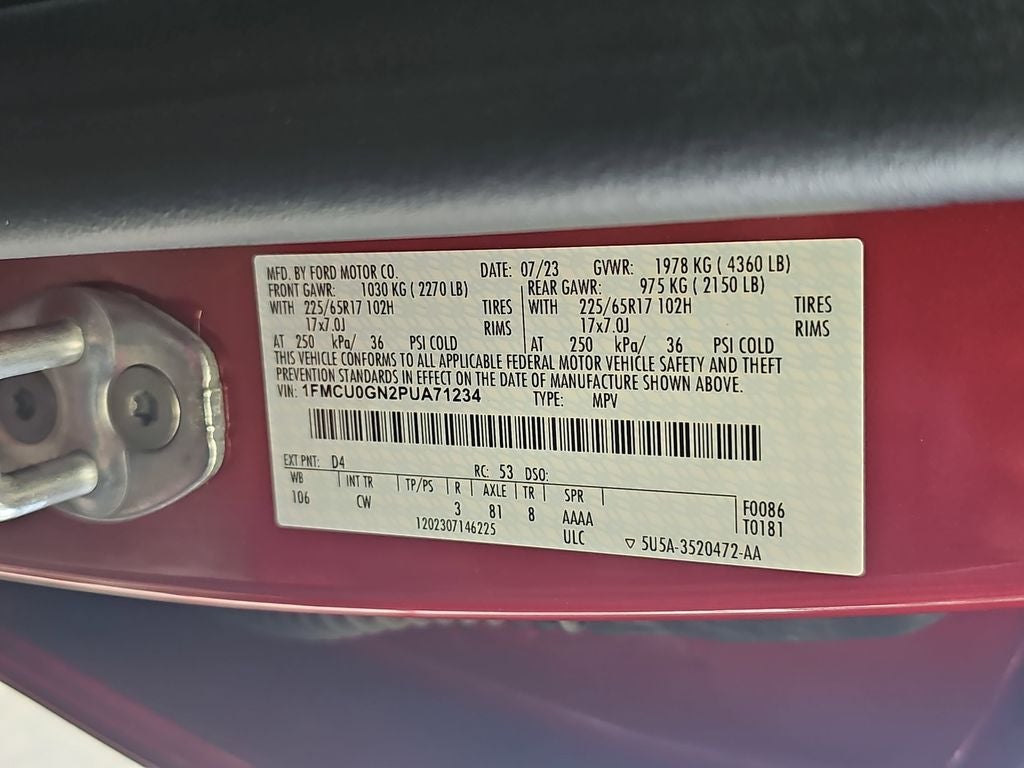 MFD. BY FORD MOTOR CO. DATE: 07/23 GVWR: 1978 KG ( 4360 LB)
FRONT GAWR: 1030 KG ( 2270 LB) REAR GAWR: 975 KG ( 2150 LB)
WITH 225/65R17 102H TIRES WITH 225/65R17 102H TIRES
17x7.0J RIMS 17x7.0J RIMS
AT 250 kPa/ 36 PSI COLD AT 250 kPa/ 36 PSI COLD
THIS VEHICLE CONFORMS TO ALL APPLICABLE FEDERAL MOTOR VEHICLE SAFETY AND THEFT
PREVENTION STANDARDS IN EFFECT ON THE DATE OF MANUFACTURE SHOWN ABOVE.
VIN: 1FMCU0GN2PUA71234 TYPE: MPV
EXT PNT: D4 RC: 53 DSO:
WB INT TR TP/PS R AXLE TR SPR
106 CW 3 81 8 AAAA F0086
1202307146225 ULC T0181
▽ 5U5A-3520472-AA